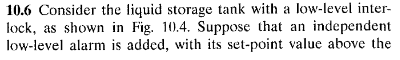 10.6 Consider the liquid storage tank with a low-level inter-
lock, as shown in Fig. 10.4. Suppose that an independent
low-level alarm is added, with its set-point value above the